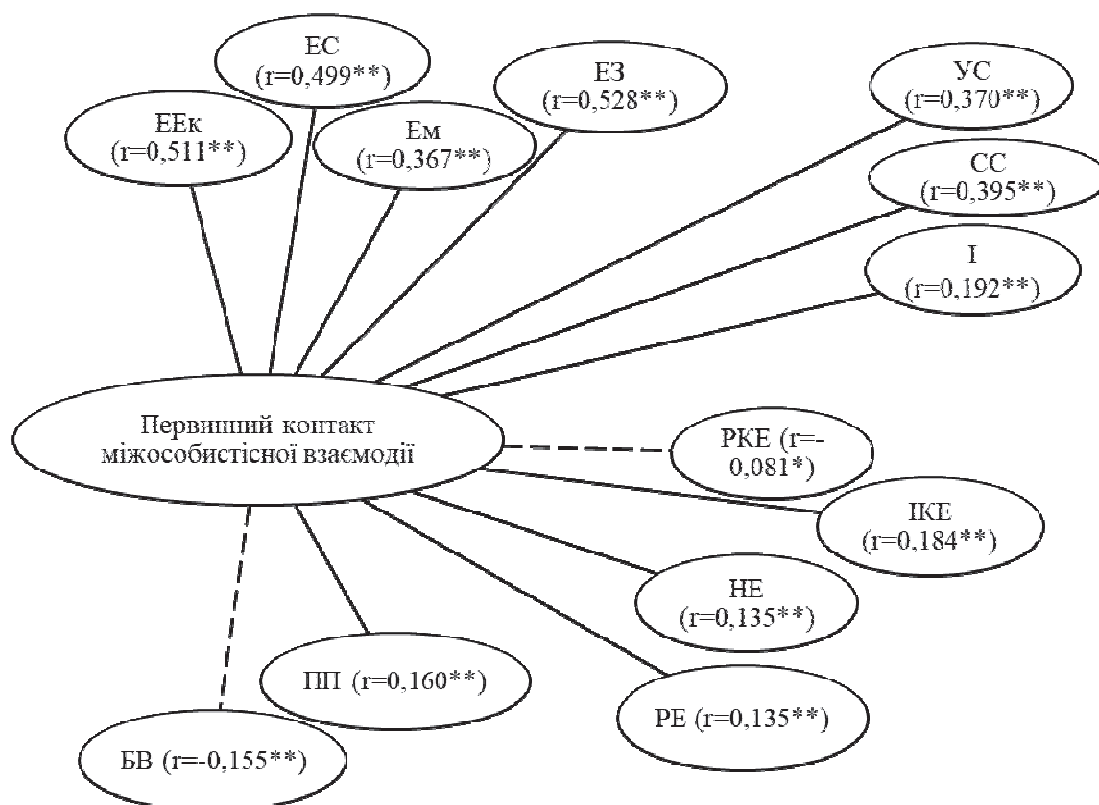 ЕС
(r=0,499**)
ЕЗ
(r=0,528**)
УС
(r=0,370**)
ЕЕк
(r=0,511**)
Ем
(r=0,367**)
СС
(r=0,395**)
І
(r=0,192**)
Первинний контакт
міжособистісної взаємодії
РКЕ (r=-
0,081*)
ІКЕ
(r=0,184**)
НЕ
(r=0,135**)
ПП (r=0,160**)
РЕ (r=0,135**)
БВ (r=-0,155**)